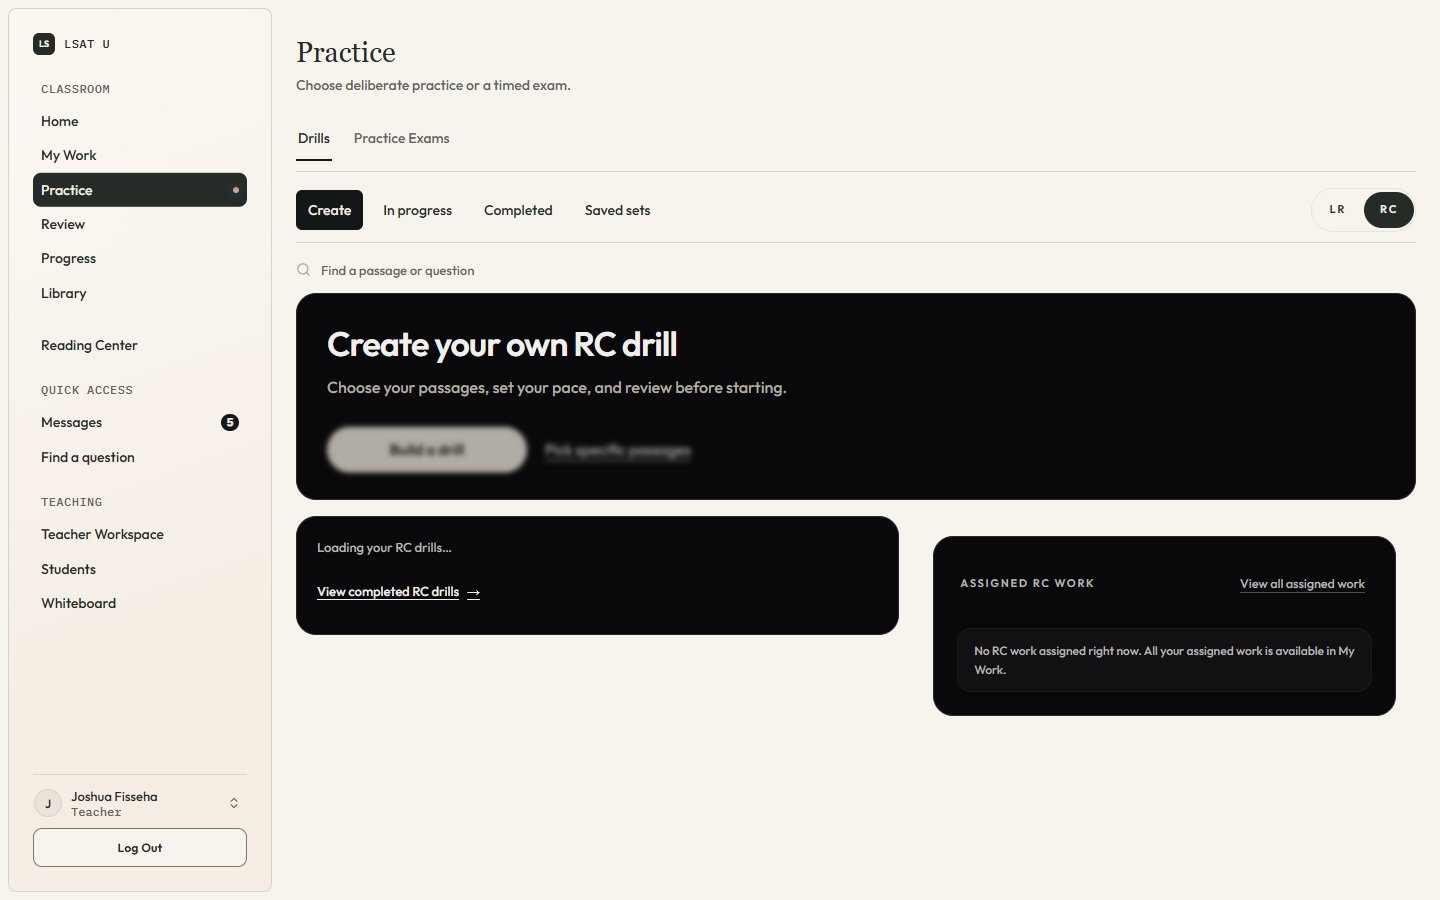 LS LSAT U
CLASSROOM
Home
My Work
Practice
Review
Progress
Library
Reading Center
QUICK ACCESS
Messages 5
Find a question
TEACHING
Teacher Workspace
Students
Whiteboard
J Joshua Fisseha
Teacher
Log Out
Practice
Choose deliberate practice or a timed exam.
Drills Practice Exams
Create In progress Completed Saved sets LR RC
Find a passage or question
Create your own RC drill
Choose your passages, set your pace, and review before starting.
Build a drill Pick specific passages
Loading your RC drills...
View completed RC drills →
ASSIGNED RC WORK View all assigned work
No RC work assigned right now. All your assigned work is available in My
Work.